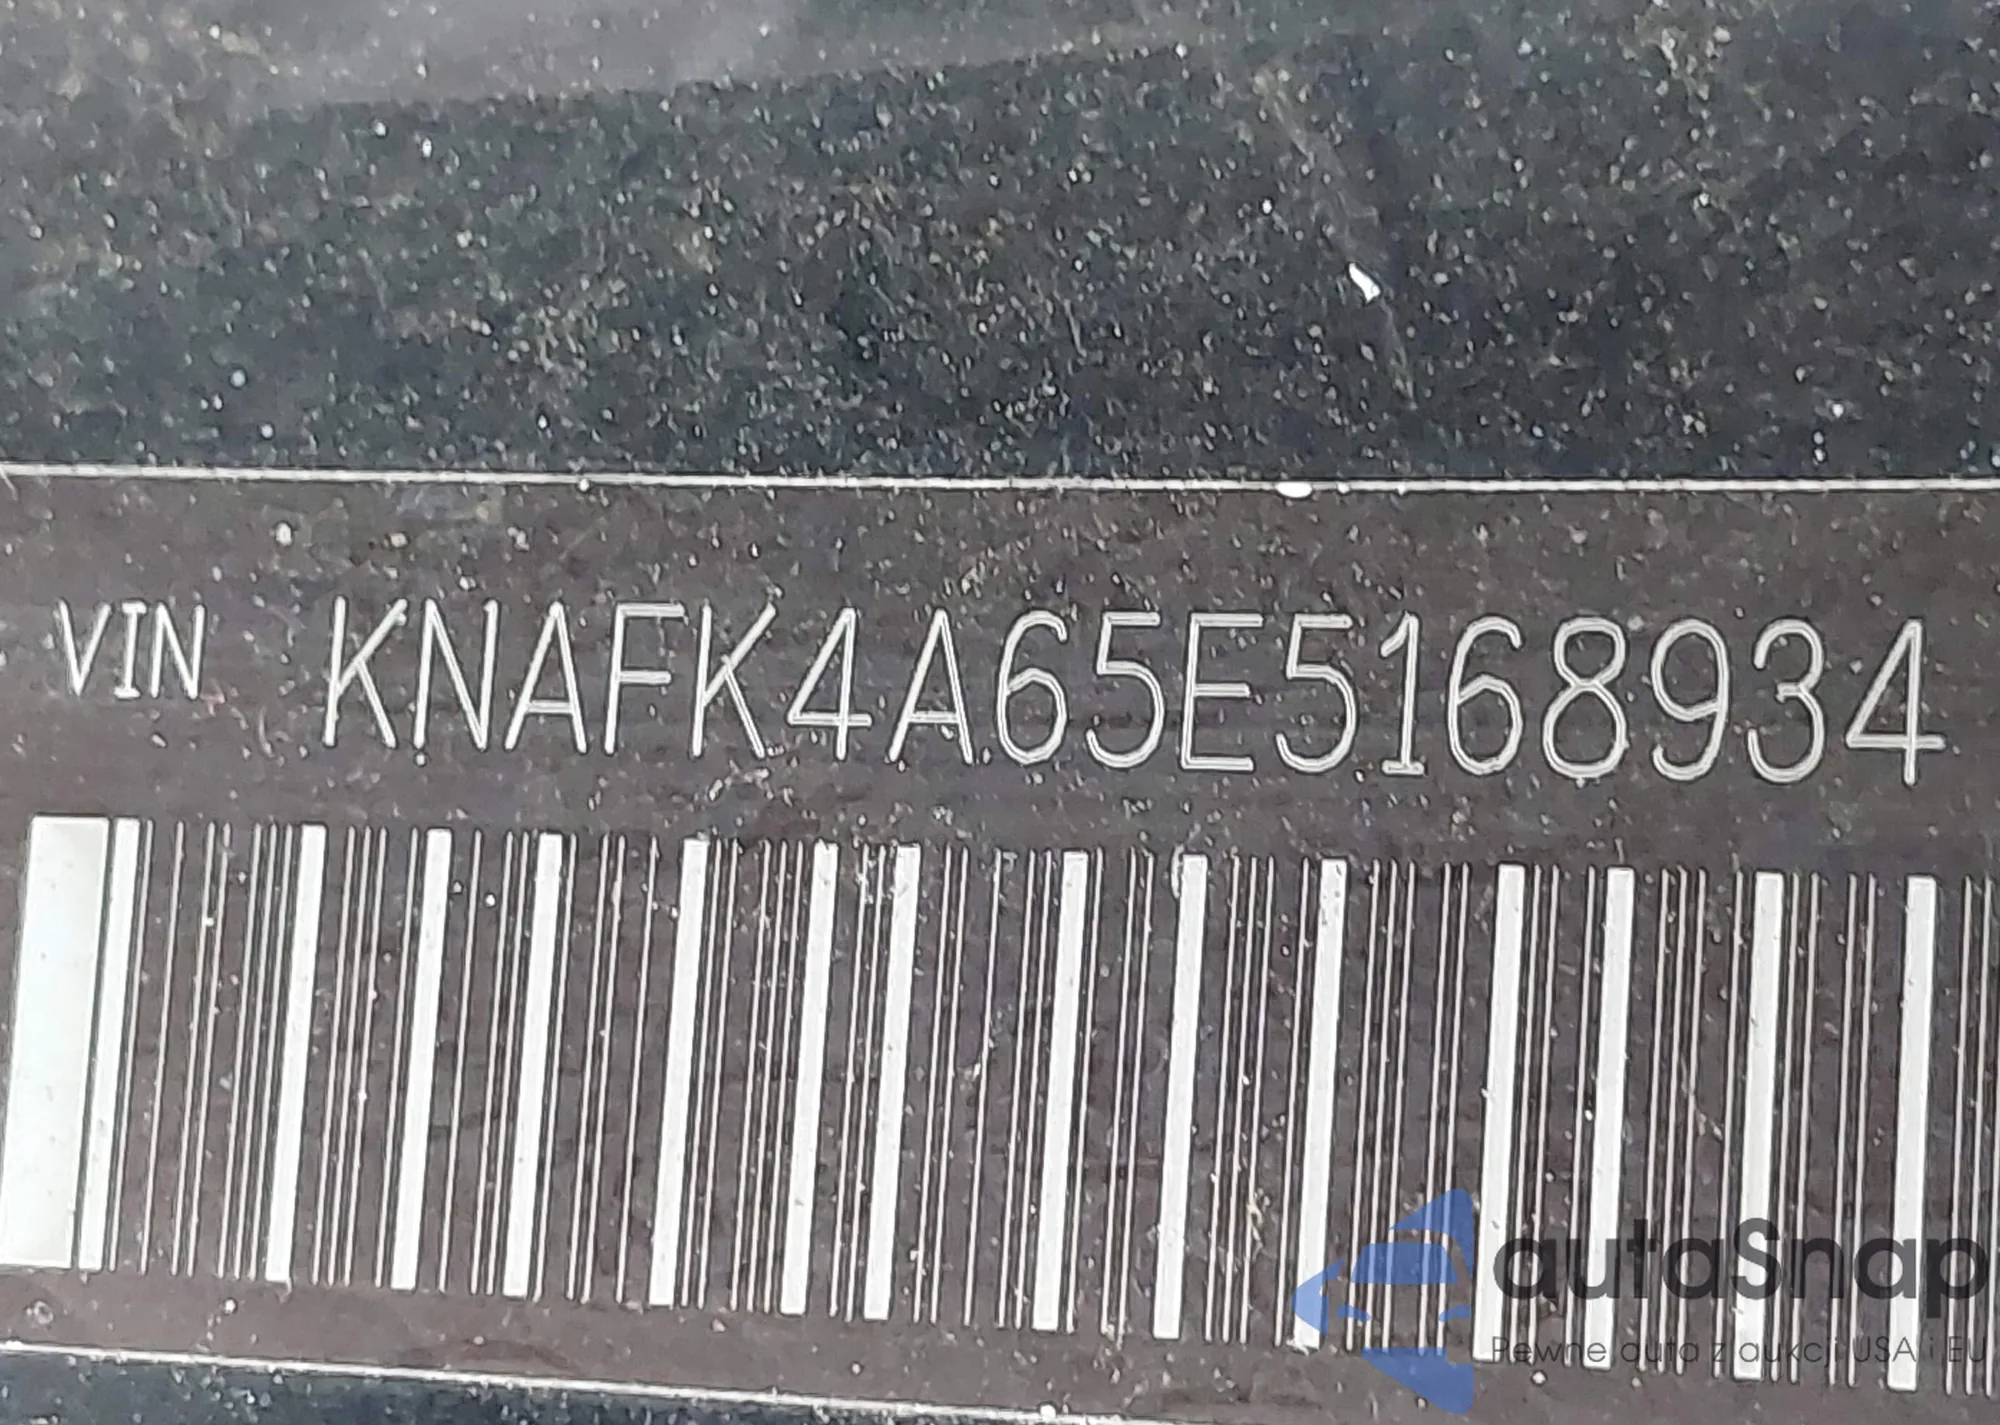 VIN KNAFK4A65E5168934
autaSnap
Pewne auta z aukcji USA i EU